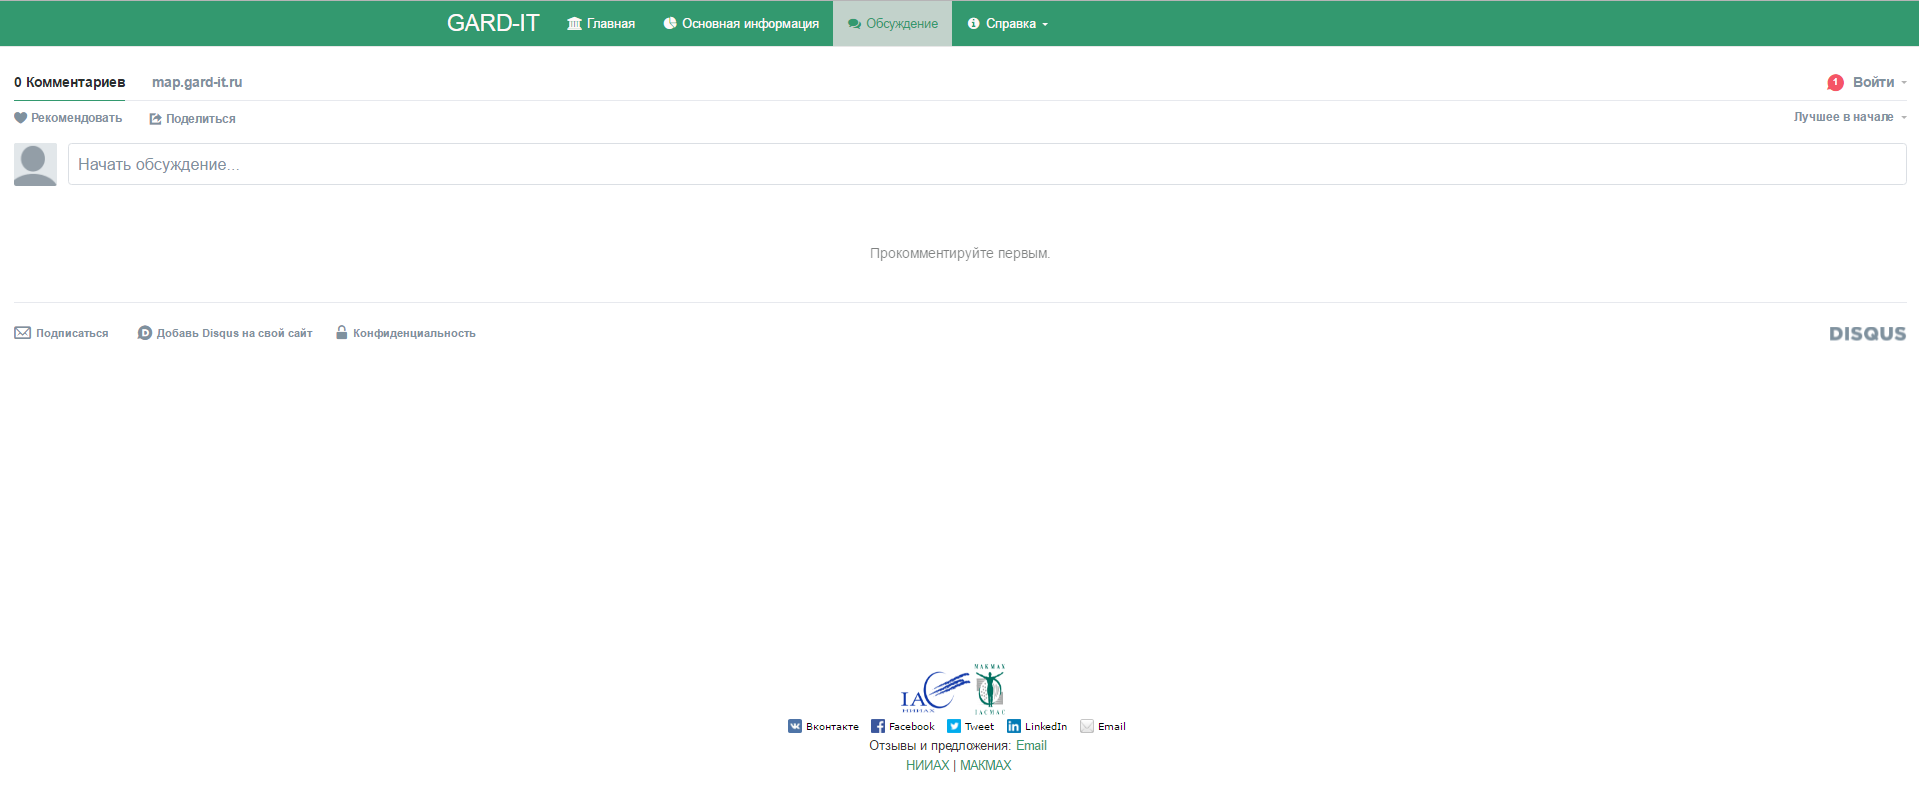 GARD-IT Главная Основная информация Обсуждение Справка
0 Комментариев map.gard-it.ru 1 Войти
Рекомендовать Поделиться Лучшее в начале
Начать обсуждение...
Прокомментируйте первым.
Подписаться D Добавь Disqus на свой сайт Конфиденциальность DISQUS
МАКМАХ
IAC
НИИАХ IACMAC
Вконтакте Facebook Tweet LinkedIn Email
Отзывы и предложения: Email
НИИАХ | МАКМАХ